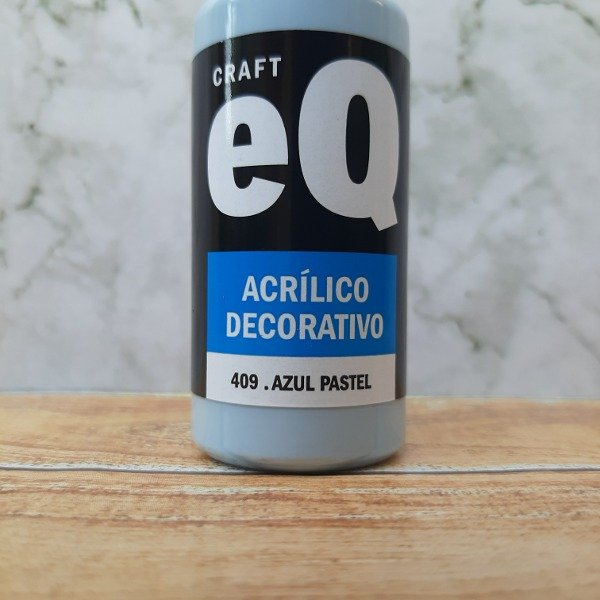 CRAFT
eQ
ACRÍLICO
DECORATIVO
409 . AZUL PASTEL